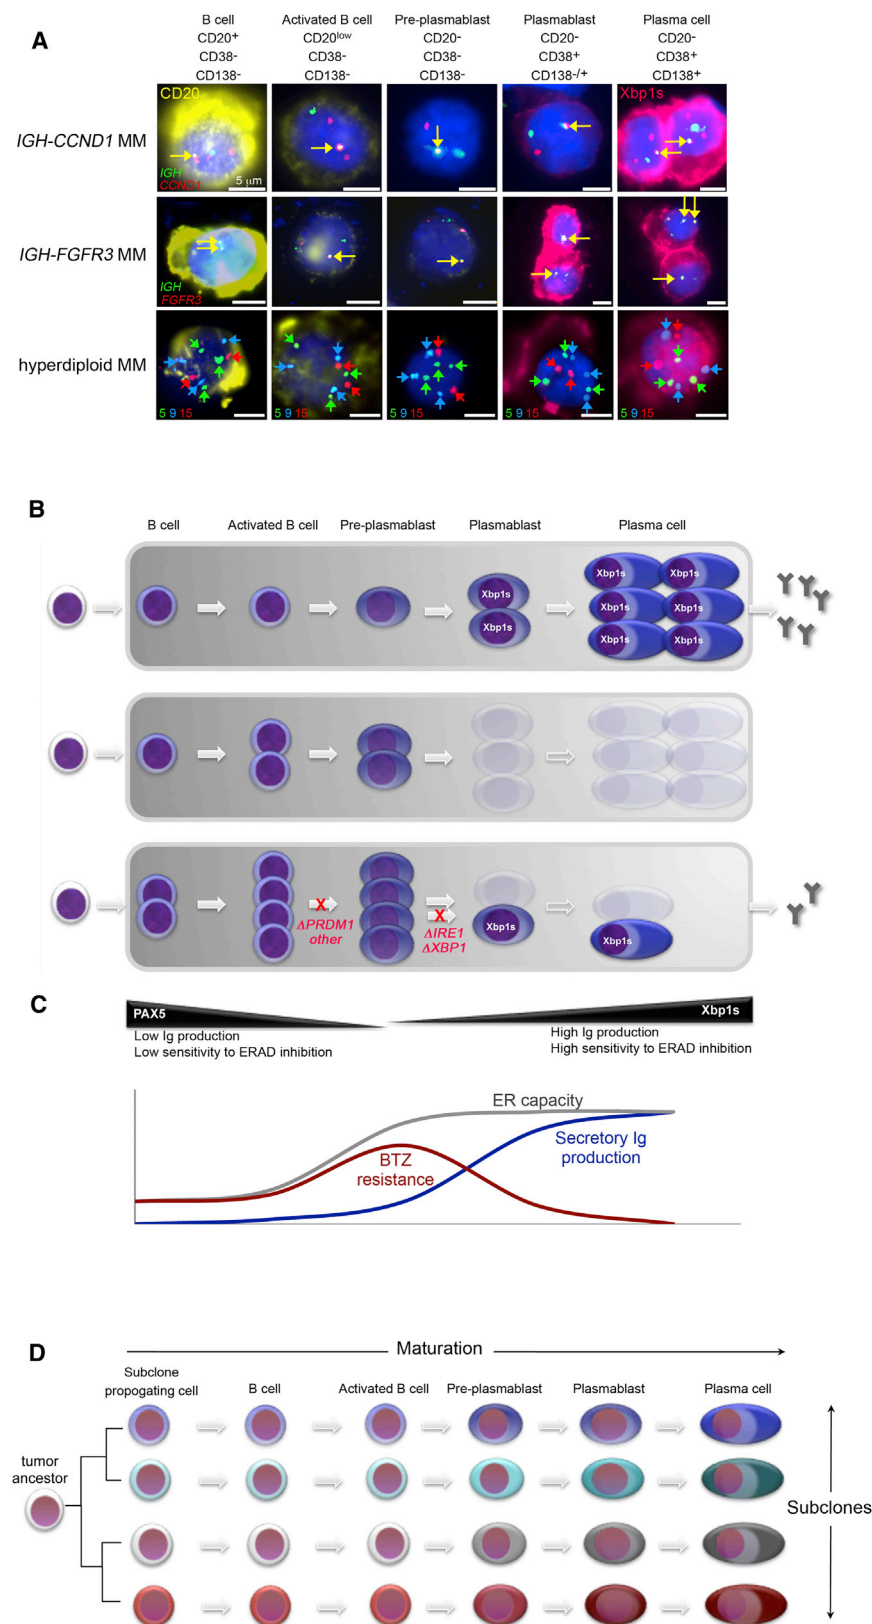 A
B cell
CD20+
CD38-
CD138-
Activated B cell
CD20low
CD38-
CD138-
Pre-plasmablast
CD20-
CD38-
CD138-
Plasmablast
CD20-
CD38+
CD138-/+
Plasma cell
CD20-
CD38+
CD138+
IGH-CCND1 MM
CD20
IGH
CCND1
5 µm
Xbp1s
IGH-FGFR3 MM
IGH
FGFR3
hyperdiploid MM
5 9 15
5 9 15
5 9 15
5 9 15
5 9 15
B
B cell
Activated B cell
Pre-plasmablast
Plasmablast
Plasma cell
Xbp1s
Xbp1s
Xbp1s
Xbp1s
Xbp1s
Xbp1s
Xbp1s
Xbp1s
X
ΔPRDM1
other
X
ΔIRE1
ΔXBP1
Xbp1s
Xbp1s
C
PAX5
Xbp1s
Low Ig production
Low sensitivity to ERAD inhibition
High Ig production
High sensitivity to ERAD inhibition
ER capacity
Secretory Ig
production
BTZ
resistance
D
Maturation
Subclone
propogating cell
B cell
Activated B cell
Pre-plasmablast
Plasmablast
Plasma cell
tumor
ancestor
Subclones